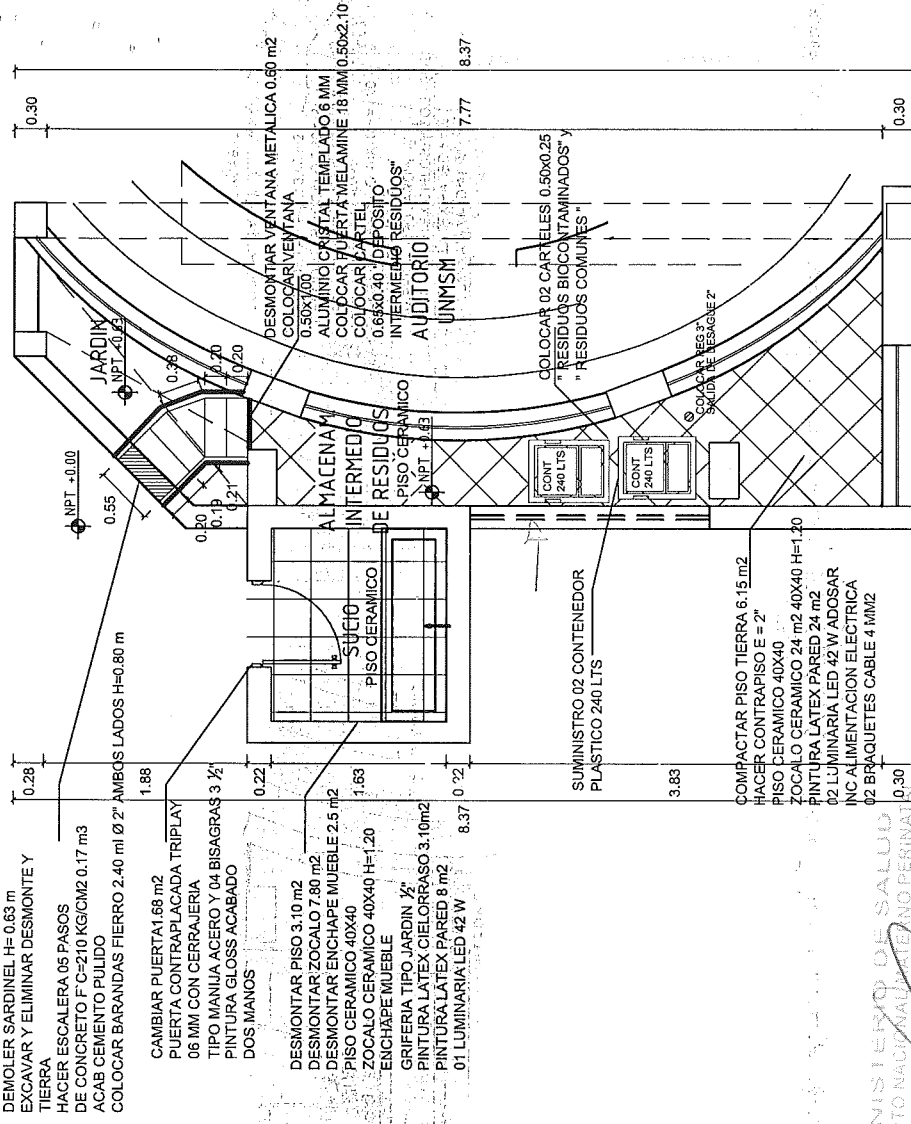 DEMOLER SARDINEL H= 0.63 m
EXCAVAR Y ELIMINAR DESMONTE Y
TIERRA
HACER ESCALERA 05 PASOS
DE CONCRETO F'C=210 KG/CM2 0.17 m3
ACAB CEMENTO PULIDO
COLOCAR BARANDAS FIERRO 2.40 ml Ø 2" AMBOS LADOS H=0.80 m
CAMBIAR PUERTA1.68 m2
PUERTA CONTRAPLACADA TRIPLAY
06 MM CON CERRAJERIA
TIPO MANIJA ACERO Y 04 BISAGRAS 3 ½"
PINTURA GLOSS ACABADO
DOS MANOS
DESMONTAR PISO 3.10 m2
DESMONTAR ZOCALO 7.80 m2
DESMONTAR ENCHAPE MUEBLE 2.5 m2
PISO CERAMICO 40X40
ZOCALO CERAMICO 40X40 H=1.20
ENCHAPE MUEBLE
GRIFERIA TIPO JARDIN ½"
PINTURA LATEX CIELORRASO 3.10m2
PINTURA LATEX PARED 8 m2
01 LUMINARIA LED 42 W
0.28
1.88
0.22
1.63
0.22
3.83
0.30
8.37
NPT +0.00
0.55
0.20
0.19
0.21
JARDIN
NPT +0.63
0.38
0.20
0.20
SUCIO
PISO CERAMICO
ALMACENAM
INTERMEDIO
DE RESIDUOS
PISO CERAMICO
NPT +0.63
DESMONTAR VENTANA METALICA 0.60 m2
COLOCAR VENTANA
0.50x1.00
ALUMINIO CRISTAL TEMPLADO 6 MM
COLOCAR PUERTA MELAMINE 18 MM 0.50x2.10
COLOCAR CARTEL
0.65x0.40 " DEPOSITO
INTERMEDIO RESIDUOS"
AUDITORIO
UNMSM
COLOCAR 02 CARTELES 0.50x0.25
" RESIDUOS BIOCONTAMINADOS" y
" RESIDUOS COMUNES "
CONT
240 LTS
CONT
240 LTS
COLOCAR REG 3"
SALIDA DE DESAGUE 2"
SUMINISTRO 02 CONTENEDOR
PLASTICO 240 LTS
COMPACTAR PISO TIERRA 6.15 m2
HACER CONTRAPISO E = 2"
PISO CERAMICO 40X40
ZOCALO CERAMICO 24 m2 40X40 H=1.20
PINTURA LATEX PARED 24 m2
02 LUMINARIA LED 42 W ADOSAR
INC ALIMENTACION ELECTRICA
02 BRAQUETES CABLE 4 MM2
0.30
7.77
0.30
8.37
NISTERIO DE SALUD
TO NACIONAL MATERNO PERINAT